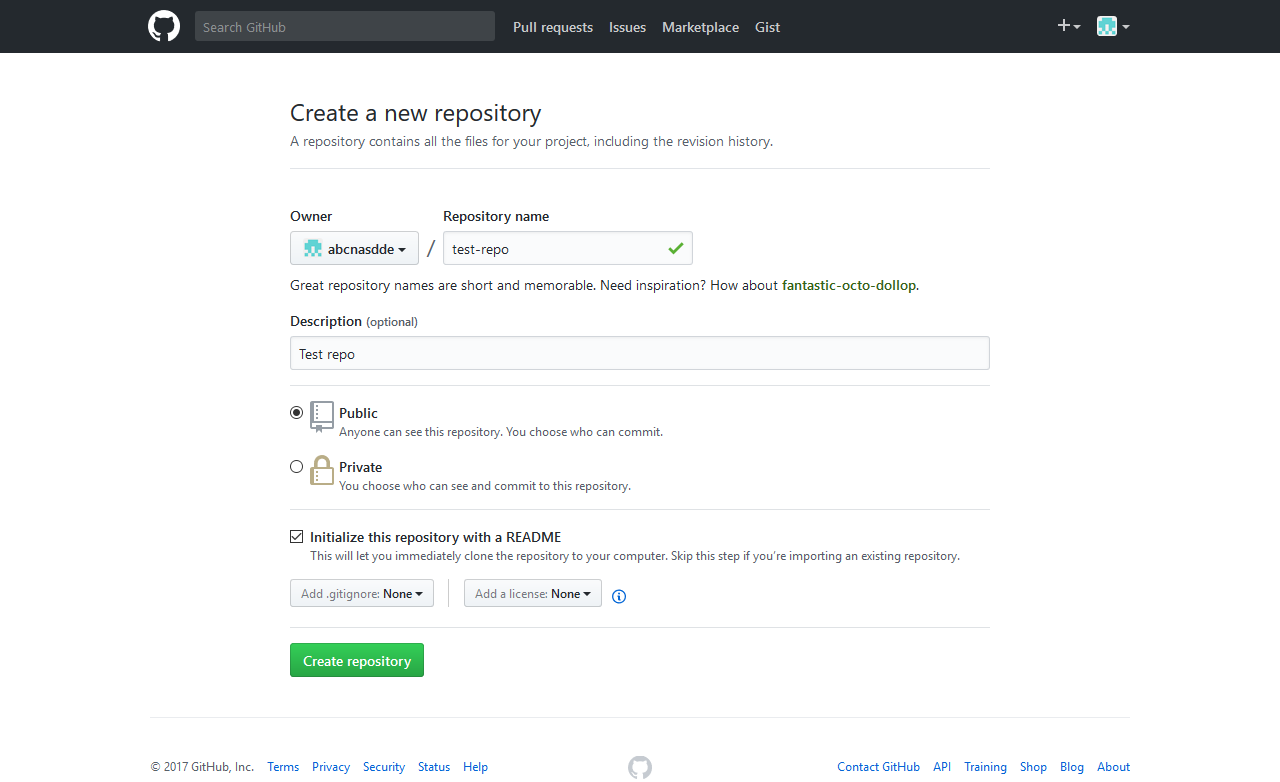 Search GitHub Pull requests Issues Marketplace Gist
Create a new repository
A repository contains all the files for your project, including the revision history.
Owner Repository name
abcnasdde / test-repo
Great repository names are short and memorable. Need inspiration? How about fantastic-octo-dollop.
Description (optional)
Test repo
Public
Anyone can see this repository. You choose who can commit.
Private
You choose who can see and commit to this repository.
Initialize this repository with a README
This will let you immediately clone the repository to your computer. Skip this step if you’re importing an existing repository.
Add .gitignore: None Add a license: None
Create repository
© 2017 GitHub, Inc. Terms Privacy Security Status Help Contact GitHub API Training Shop Blog About